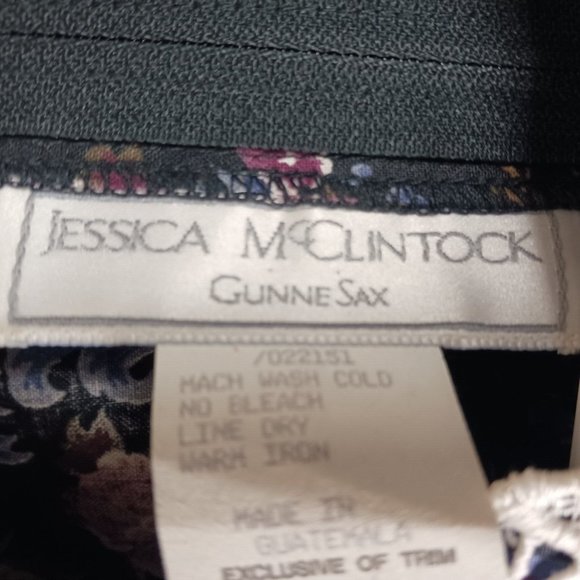 JESSICA McCLINTOCK
GUNNE SAX
/022151
MACH WASH COLD
NO BLEACH
LINE DRY
WARM IRON
MADE IN
GUATEMALA
EXCLUSIVE OF TRIM